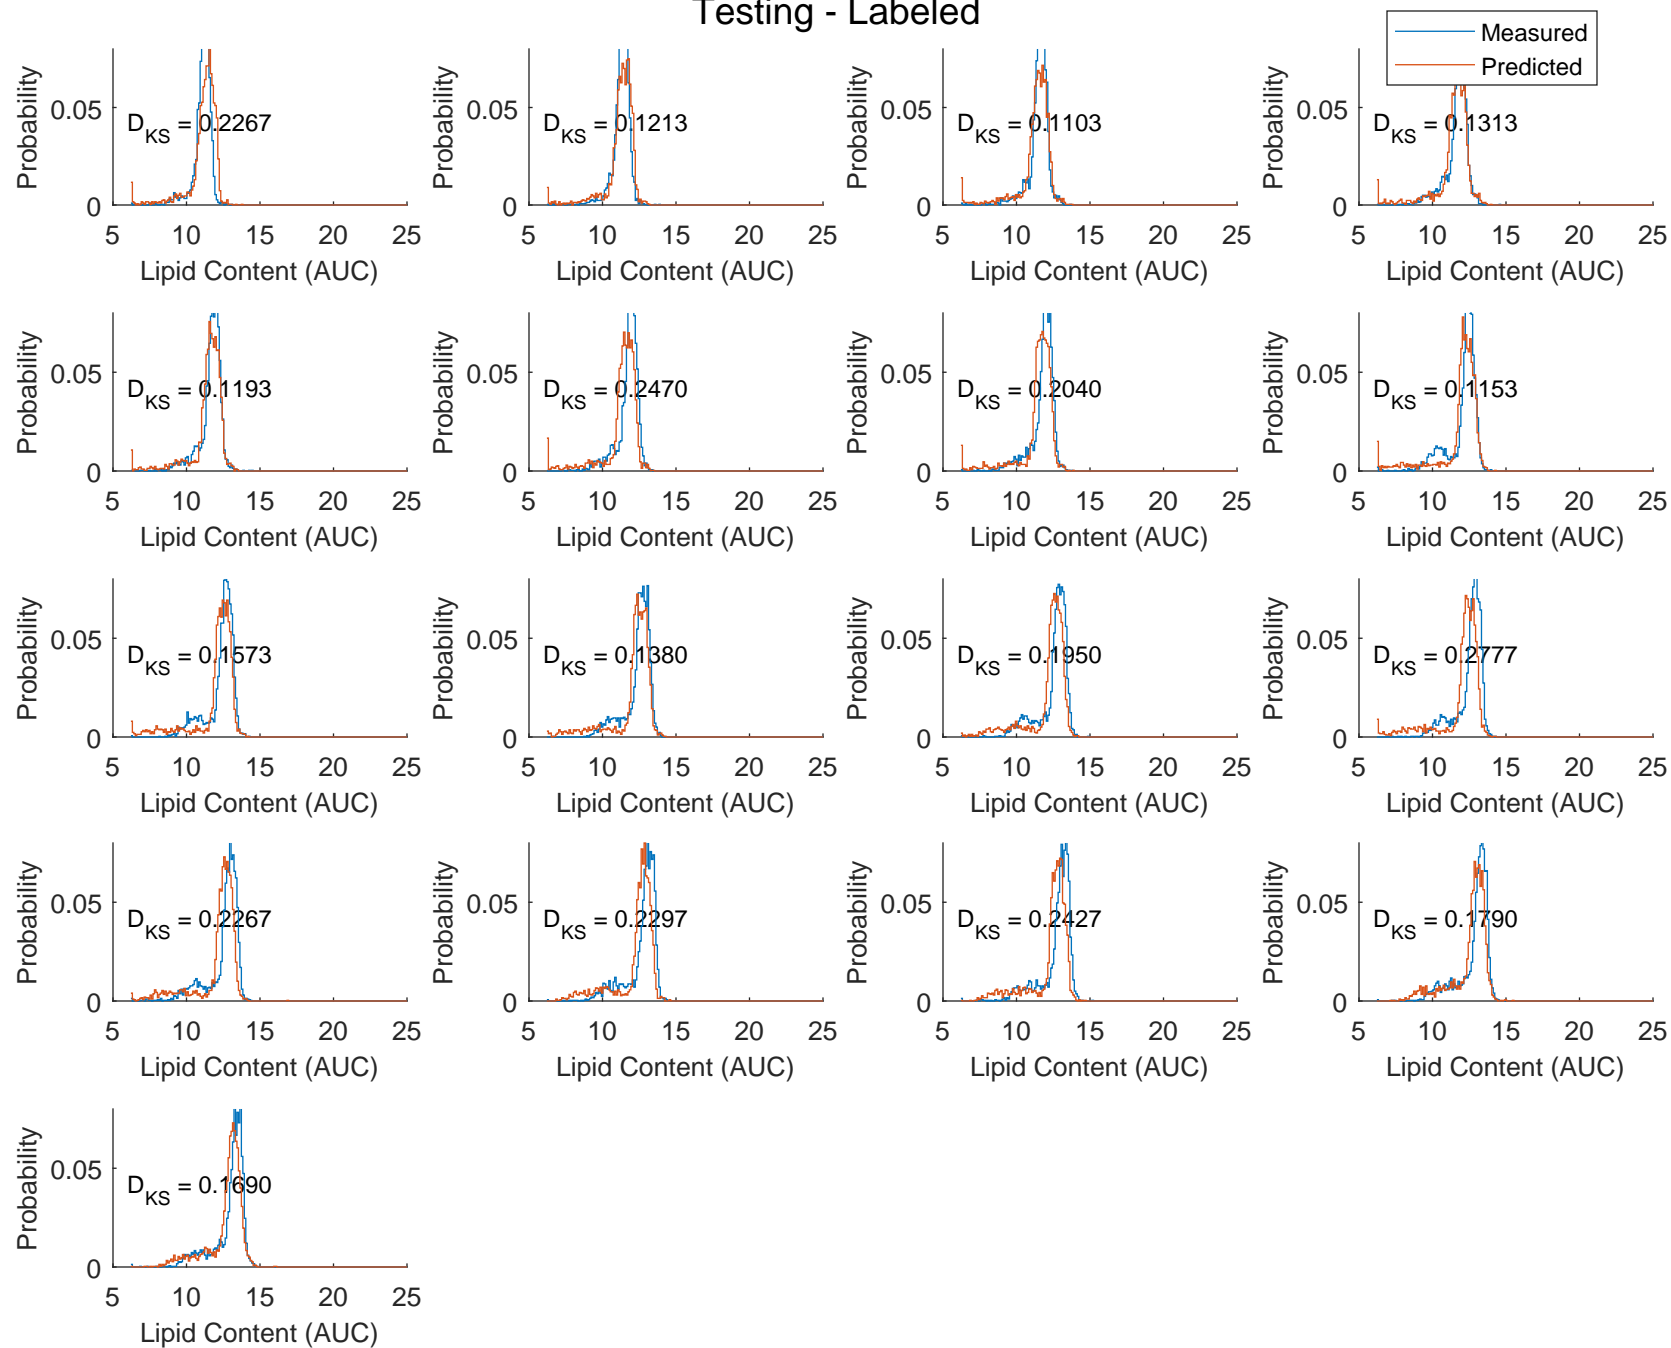 Testing - Labeled
Measured
Predicted
Probability
0.05
0
D_KS = 0.2267
5 10 15 20 25
Lipid Content (AUC)
Probability
0.05
0
D_KS = 0.1213
5 10 15 20 25
Lipid Content (AUC)
Probability
0.05
0
D_KS = 0.1103
5 10 15 20 25
Lipid Content (AUC)
Probability
0.05
0
D_KS = 0.1313
5 10 15 20 25
Lipid Content (AUC)
Probability
0.05
0
D_KS = 0.1193
5 10 15 20 25
Lipid Content (AUC)
Probability
0.05
0
D_KS = 0.2470
5 10 15 20 25
Lipid Content (AUC)
Probability
0.05
0
D_KS = 0.2040
5 10 15 20 25
Lipid Content (AUC)
Probability
0.05
0
D_KS = 0.1153
5 10 15 20 25
Lipid Content (AUC)
Probability
0.05
0
D_KS = 0.1573
5 10 15 20 25
Lipid Content (AUC)
Probability
0.05
0
D_KS = 0.1380
5 10 15 20 25
Lipid Content (AUC)
Probability
0.05
0
D_KS = 0.1950
5 10 15 20 25
Lipid Content (AUC)
Probability
0.05
0
D_KS = 0.2777
5 10 15 20 25
Lipid Content (AUC)
Probability
0.05
0
D_KS = 0.2267
5 10 15 20 25
Lipid Content (AUC)
Probability
0.05
0
D_KS = 0.2297
5 10 15 20 25
Lipid Content (AUC)
Probability
0.05
0
D_KS = 0.2427
5 10 15 20 25
Lipid Content (AUC)
Probability
0.05
0
D_KS = 0.1790
5 10 15 20 25
Lipid Content (AUC)
Probability
0.05
0
D_KS = 0.1690
5 10 15 20 25
Lipid Content (AUC)